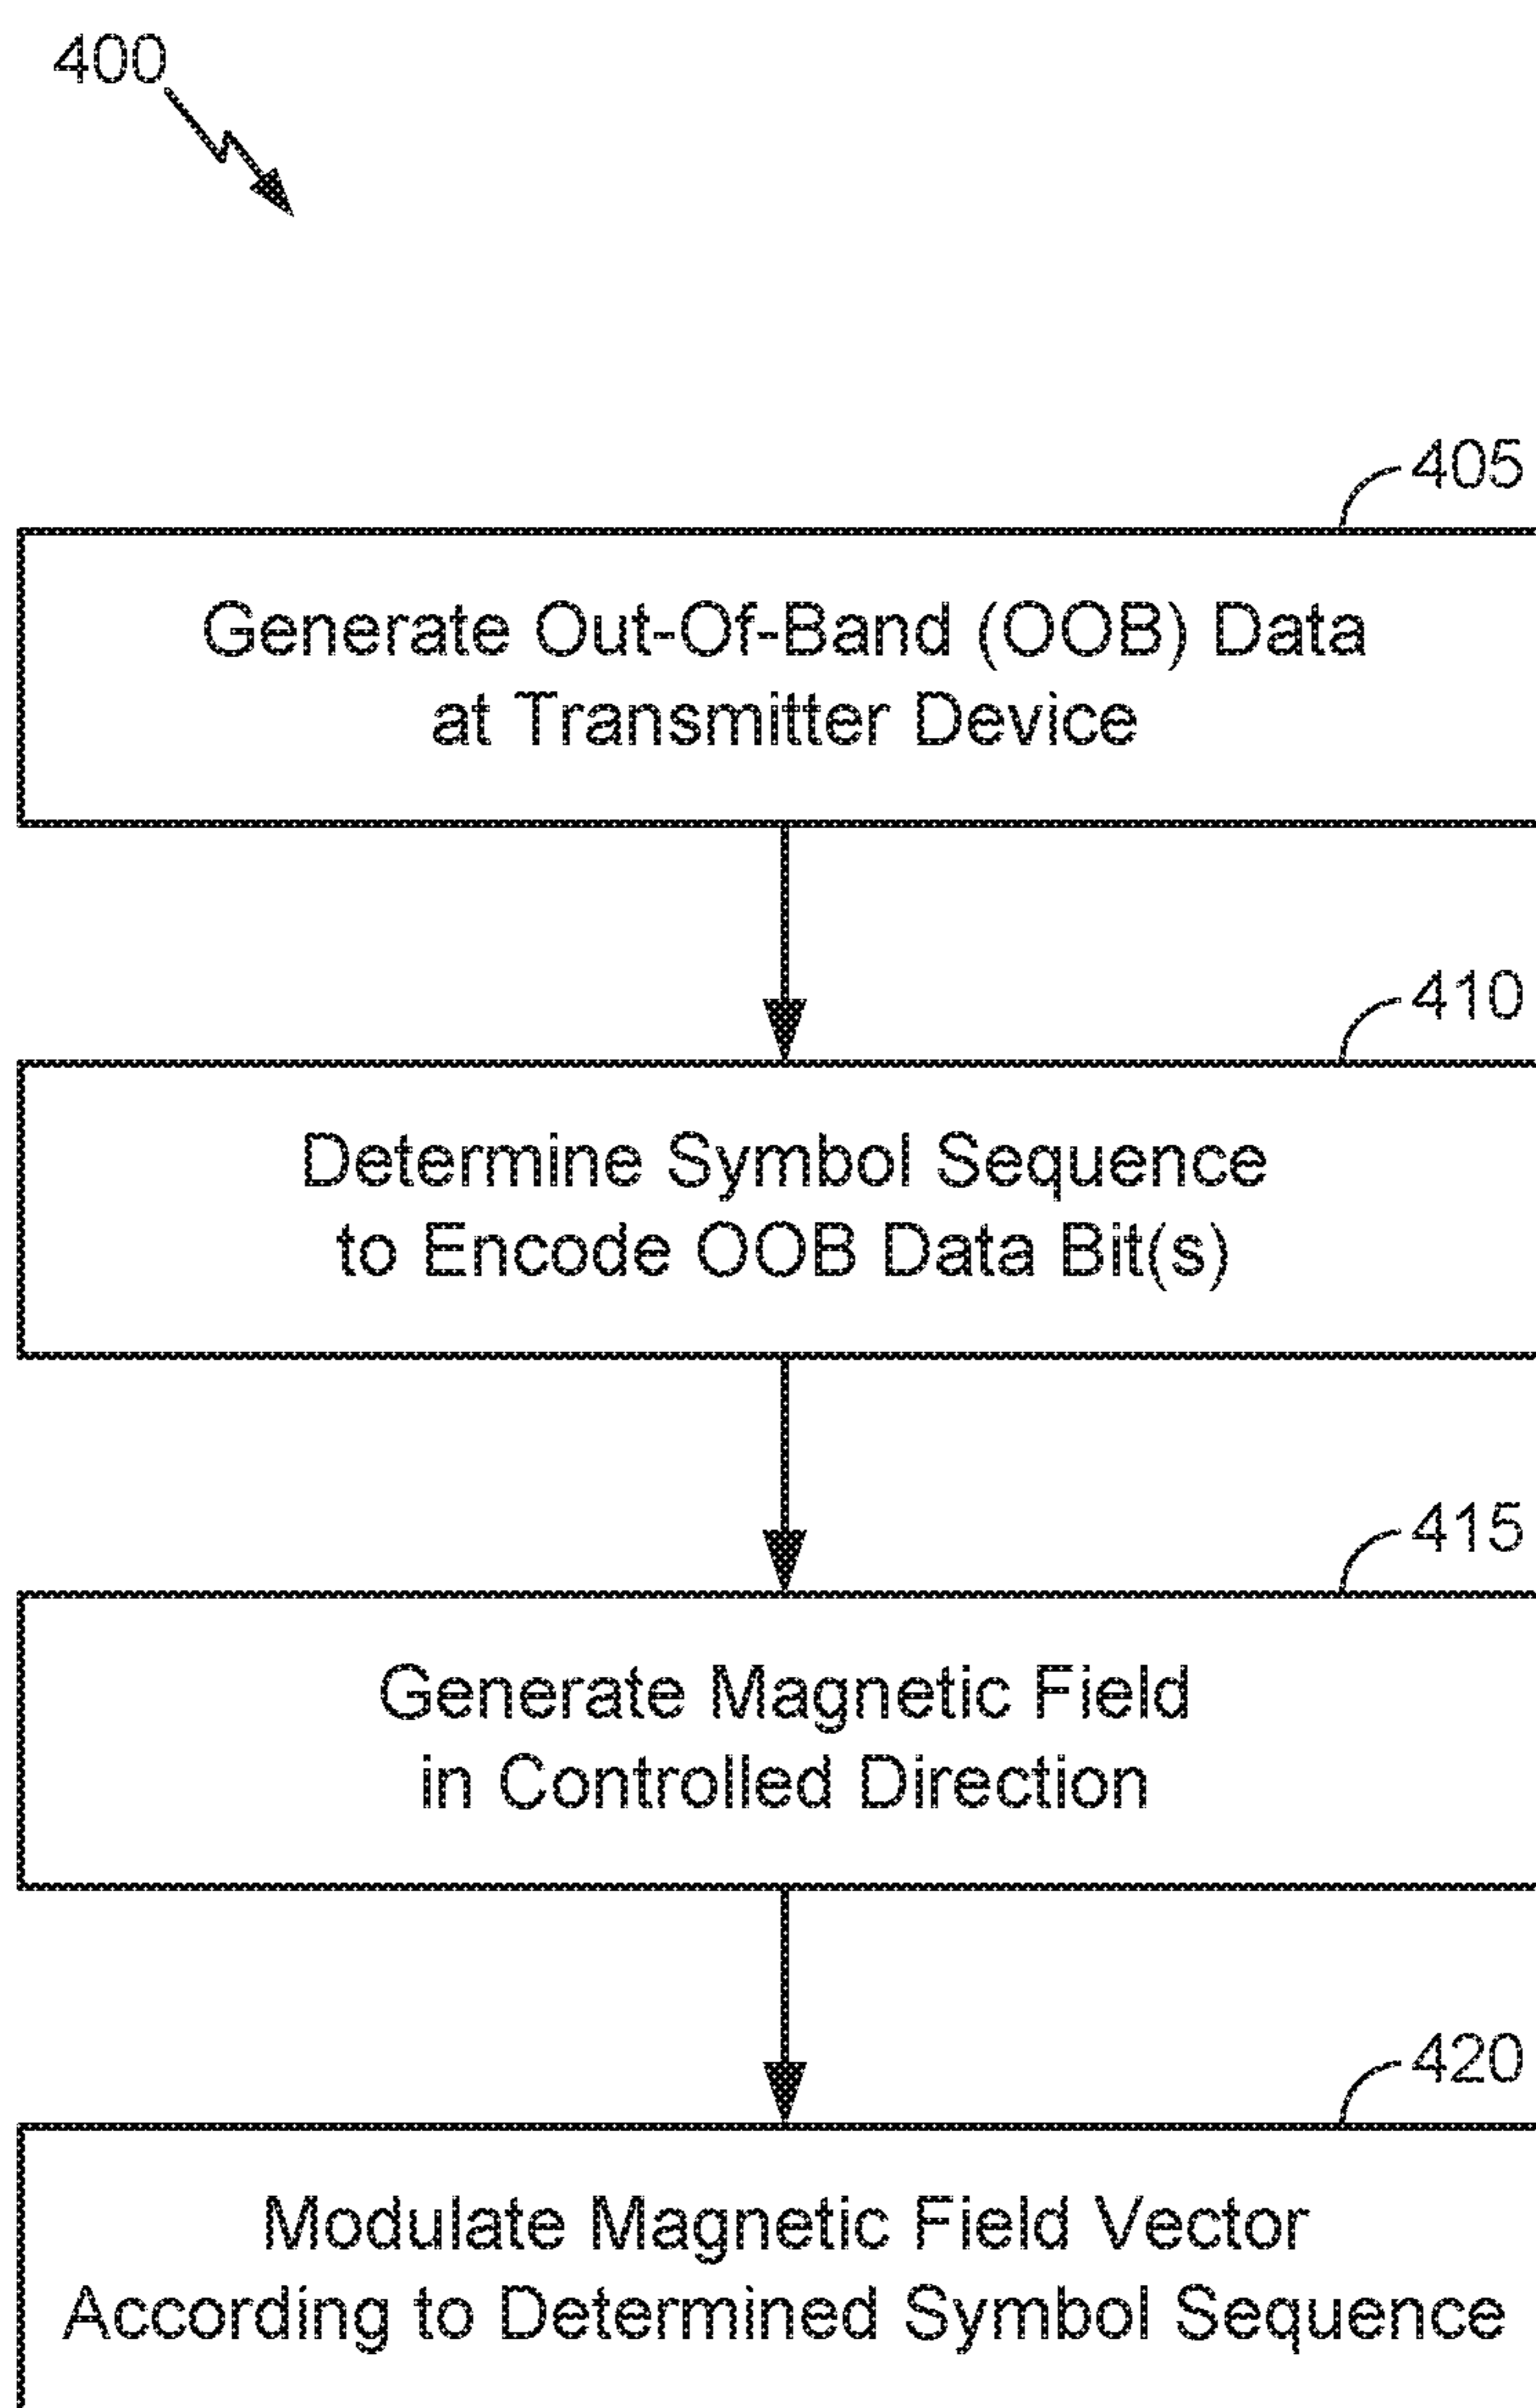 400
405
Generate Out-Of-Band (OOB) Data
at Transmitter Device
410
Determine Symbol Sequence
to Encode OOB Data Bit(s)
415
Generate Magnetic Field
in Controlled Direction
420
Modulate Magnetic Field Vector
According to Determined Symbol Sequence